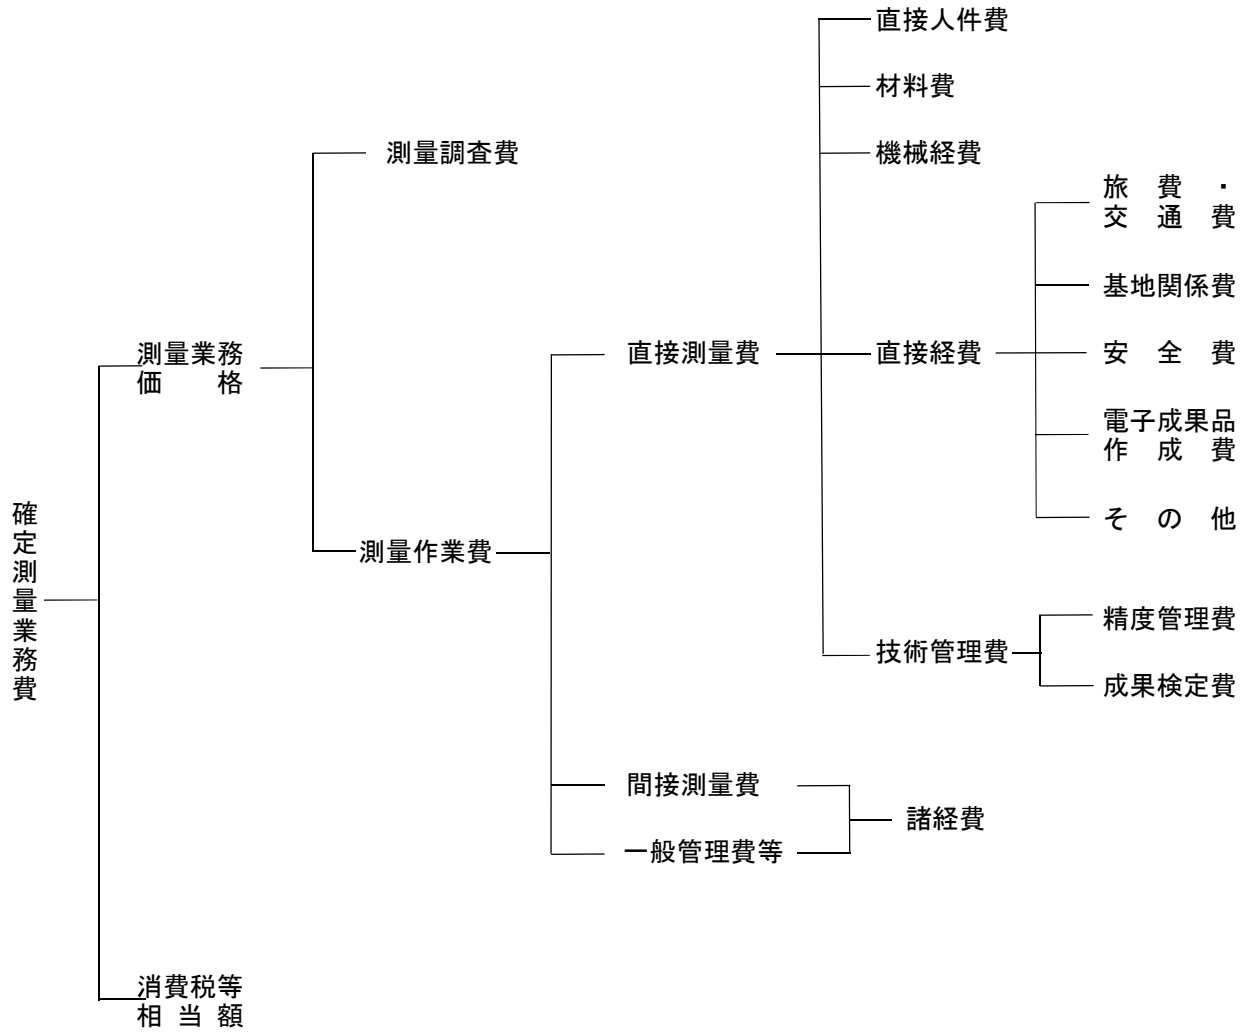 直接人件費
材料費
測量調査費
機械経費
旅費・
交通費
基地関係費
測量業務
価格
直接測量費
直接経費
安全費
電子成果品
作成費
その他
確定測量業務費
測量作業費
精度管理費
技術管理費
成果検定費
間接測量費
諸経費
一般管理費等
消費税等
相当額